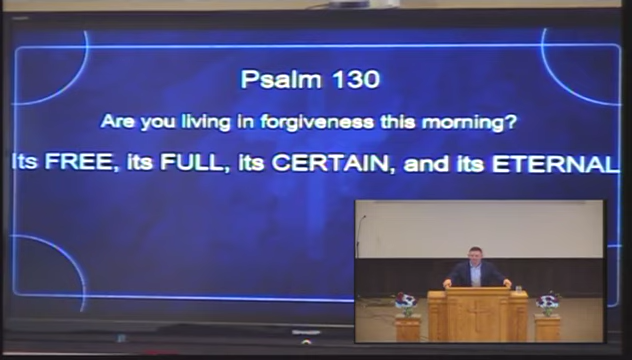 Psalm 130
Are you living in forgiveness this morning?
Its FREE, its FULL, its CERTAIN, and its ETERNAL